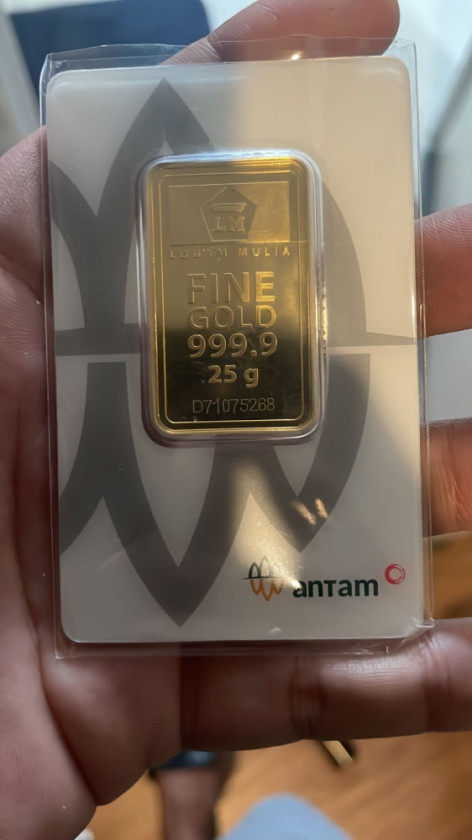 LM
LOGAM MULIA
FINE
GOLD
999.9
25 g
D71075268
antam